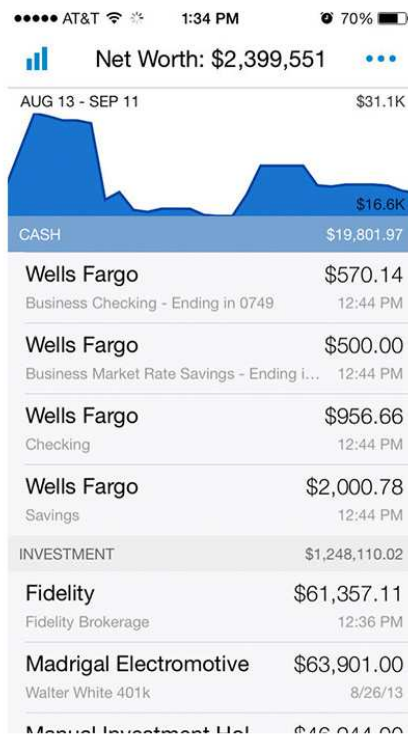 AT&T 1:34 PM 70%
Net Worth: $2,399,551
AUG 13 - SEP 11 $31.1K
$16.6K
CASH $19,801.97
Wells Fargo $570.14
Business Checking - Ending in 0749 12:44 PM
Wells Fargo $500.00
Business Market Rate Savings - Ending i... 12:44 PM
Wells Fargo $956.66
Checking 12:44 PM
Wells Fargo $2,000.78
Savings 12:44 PM
INVESTMENT $1,248,110.02
Fidelity $61,357.11
Fidelity Brokerage 12:36 PM
Madrigal Electromotive $63,901.00
Walter White 401k 8/26/13
Manual Investment Hol